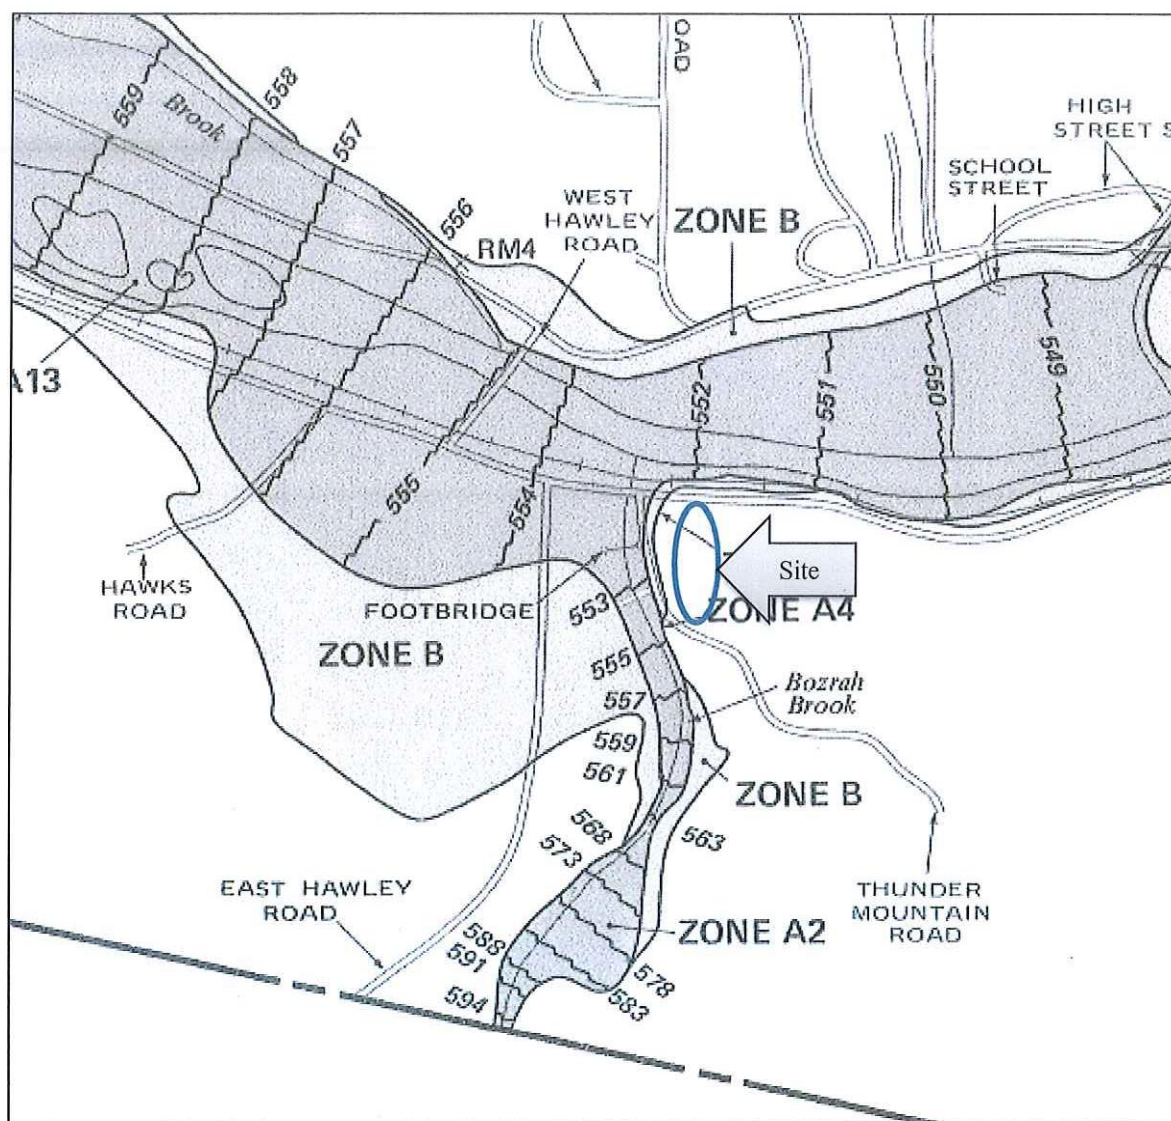 OAD
HIGH
STREET S
SCHOOL
STREET
WEST
HAWLEY
ROAD
ZONE B
559
Brook
558
557
556
RM4
A13
555
554
552
551
550
549
HAWKS
ROAD
FOOTBRIDGE
ZONE B
553
Site
ZONE A4
555
557
559
561
Bozrah
Brook
ZONE B
568
563
573
EAST HAWLEY
ROAD
THUNDER
MOUNTAIN
ROAD
588
591
594
ZONE A2
578
583